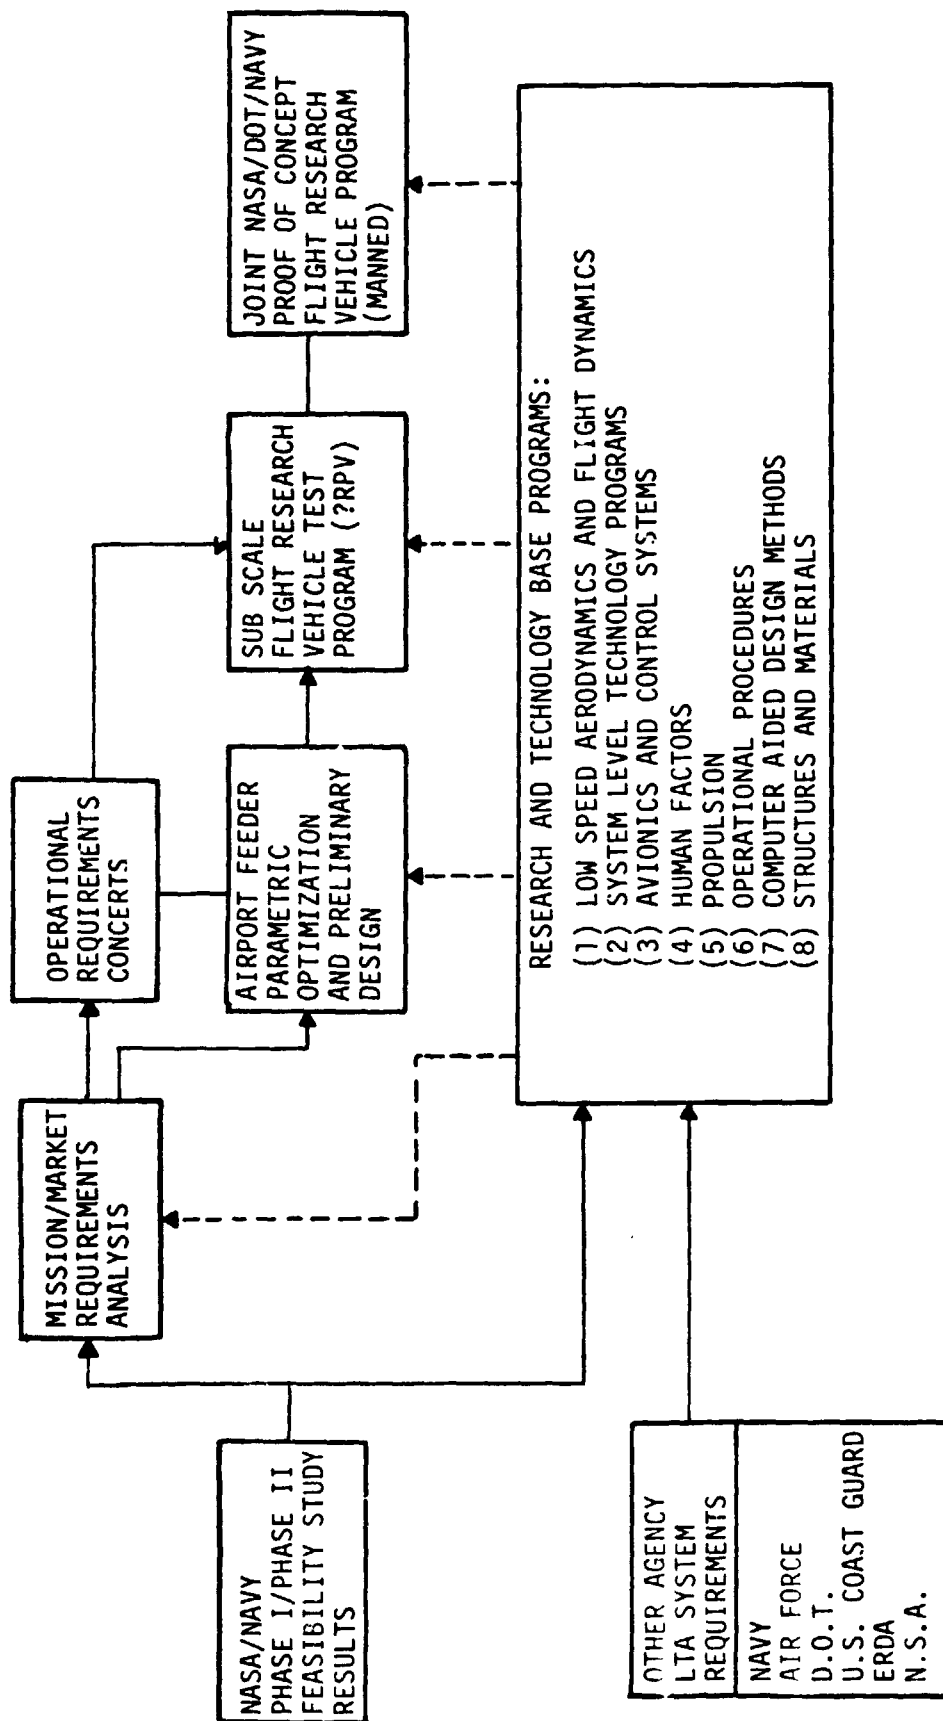 NASA/NAVY
PHASE I/PHASE II
FEASIBILITY STUDY
RESULTS
MISSION/MARKET
REQUIREMENTS
ANALYSIS
OPERATIONAL
REQUIREMENTS
CONCERTS
AIRPORT FEEDER
PARAMETRIC
OPTIMIZATION
AND PRELIMINARY
DESIGN
SUB SCALE
FLIGHT RESEARCH
VEHICLE TEST
PROGRAM (?RPV)
JOINT NASA/DOT/NAVY
PROOF OF CONCEPT
FLIGHT RESEARCH
VEHICLE PROGRAM
(MANNED)
OTHER AGENCY
LTA SYSTEM
REQUIREMENTS
NAVY
AIR FORCE
D.O.T.
U.S. COAST GUARD
ERDA
N.S.A.
RESEARCH AND TECHNOLOGY BASE PROGRAMS:
(1) LOW SPEED AERODYNAMICS AND FLIGHT DYNAMICS
(2) SYSTEM LEVEL TECHNOLOGY PROGRAMS
(3) AVIONICS AND CONTROL SYSTEMS
(4) HUMAN FACTORS
(5) PROPULSION
(6) OPERATIONAL PROCEDURES
(7) COMPUTER AIDED DESIGN METHODS
(8) STRUCTURES AND MATERIALS